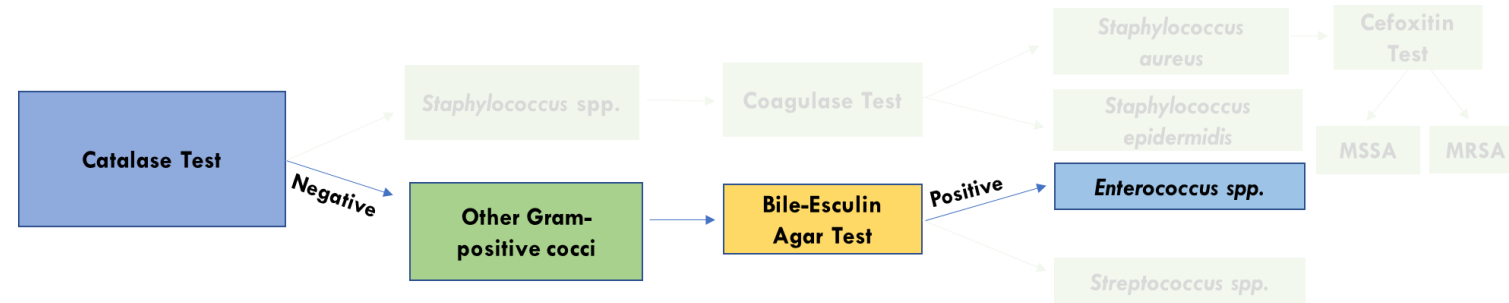 Staphylococcus
aureus
Cefoxitin
Test
Staphylococcus spp.
Coagulase Test
Staphylococcus
epidermidis
MSSA
MRSA
Catalase Test
Negative
Other Gram-
positive cocci
Bile-Esculin
Agar Test
Positive
Enterococcus spp.
Streptococcus spp.